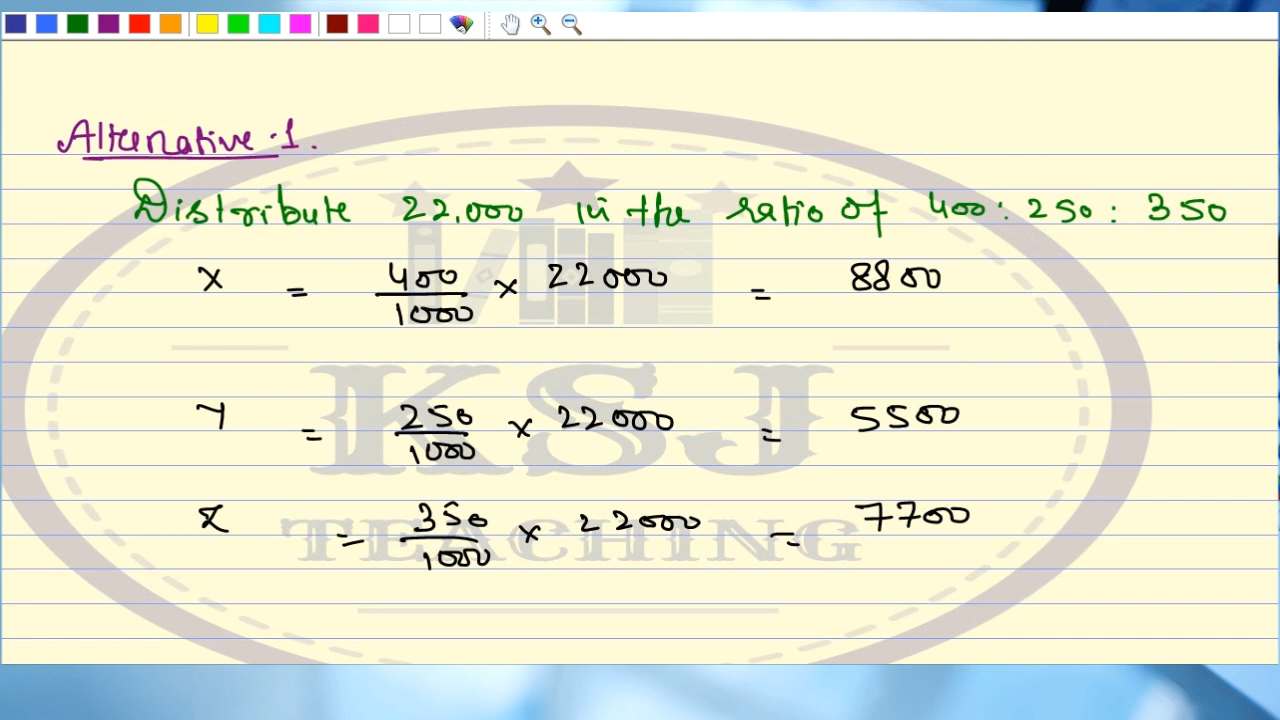 Alternative .1.
Distribute 22,000 in the ratio of 400 : 250 : 350
X = 400/1000 × 22000 = 8800
Y = 250/1000 × 22000 = 5500
Z = 350/1000 × 22000 = 7700
KSJ
TEACHING